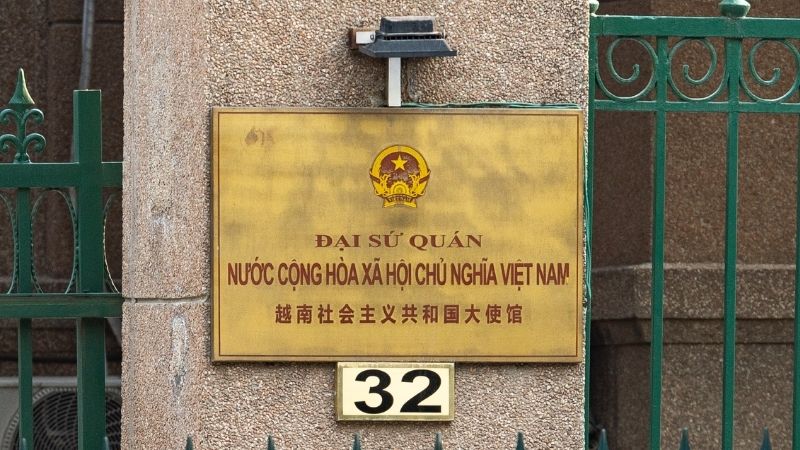 ĐẠI SỨ QUÁN
NƯỚC CỘNG HÒA XÃ HỘI CHỦ NGHĨA VIỆT NAM
越南社会主义共和国大使馆
32